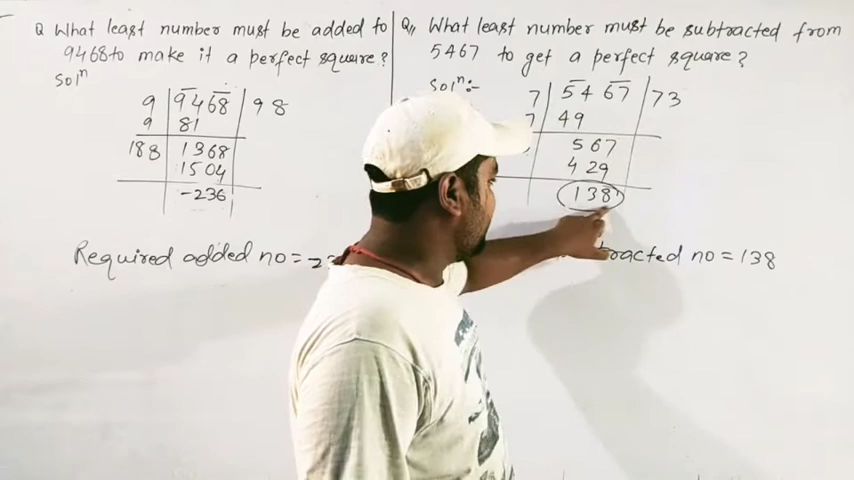 Q What least number must be added to
9468 to make it a perfect square?
Solⁿ
9 9468 98
9 81
188 1368
1504
-236
Required added no = -2
Q,, What least number must be subtracted from
5467 to get a perfect square?
Solⁿ:-
7 5467 73
7 49
567
429
138
tracted no = 138